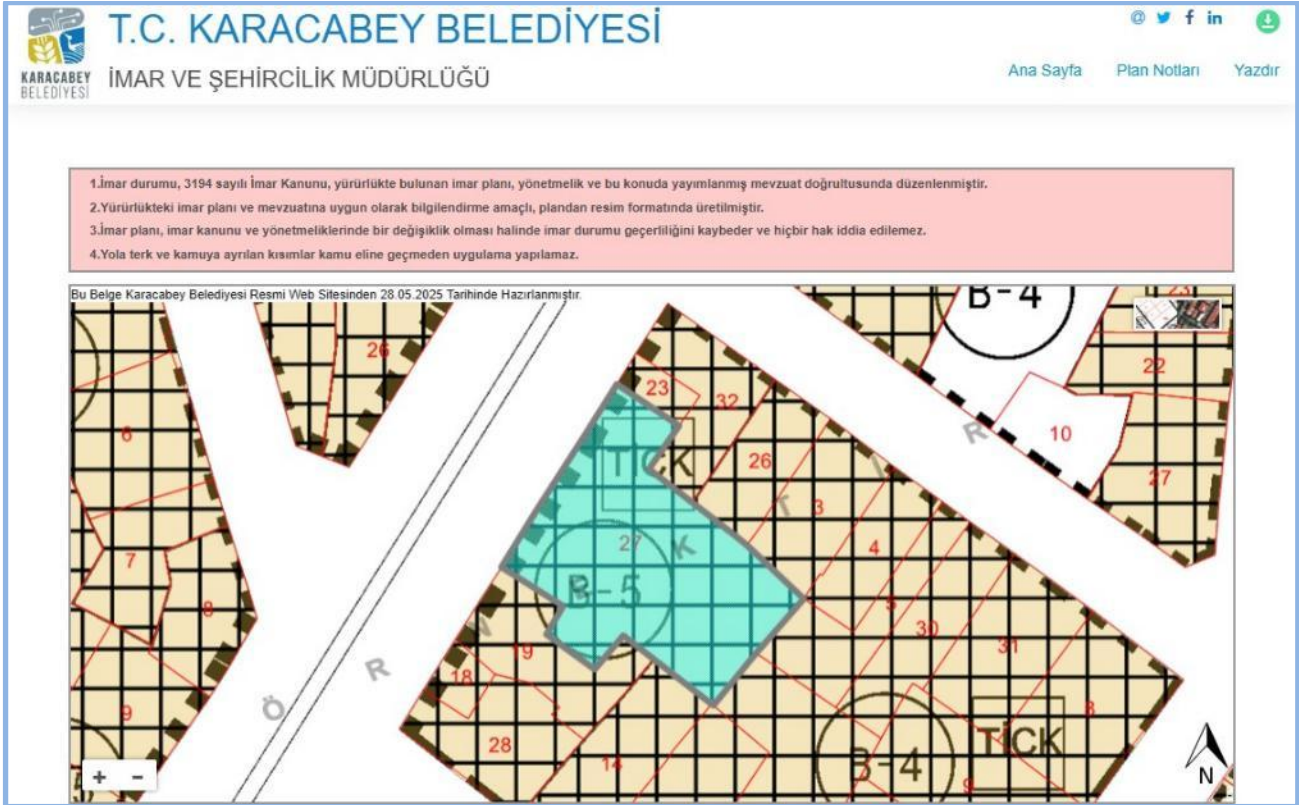 T.C. KARACABEY BELEDİYESİ
İMAR VE ŞEHİRCİLİK MÜDÜRLÜĞÜ
KARACABEY
BELEDİYESİ
Ana Sayfa Plan Notları Yazdır
1.İmar durumu, 3194 sayılı İmar Kanunu, yürürlükte bulunan imar planı, yönetmelik ve bu konuda yayımlanmış mevzuat doğrultusunda düzenlenmiştir.
2.Yürürlükteki imar planı ve mevzuatına uygun olarak bilgilendirme amaçlı, plandan resim formatında üretilmiştir.
3.İmar planı, imar kanunu ve yönetmeliklerinde bir değişiklik olması halinde imar durumu geçerliliğini kaybeder ve hiçbir hak iddia edilemez.
4.Yola terk ve kamuya ayrılan kısımlar kamu eline geçmeden uygulama yapılamaz.
Bu Belge Karacabey Belediyesi Resmi Web Sitesinden 28.05.2025 Tarihinde Hazırlanmıştır.
B-4
23
26
22
23
32
6
10
R
TİCK
26
27
İ
3
T
27
K
4
7
B-5
8
5
30
19
31
R
18
9
Ö
8
28
TİCK
14
B-4
9
N
+ -